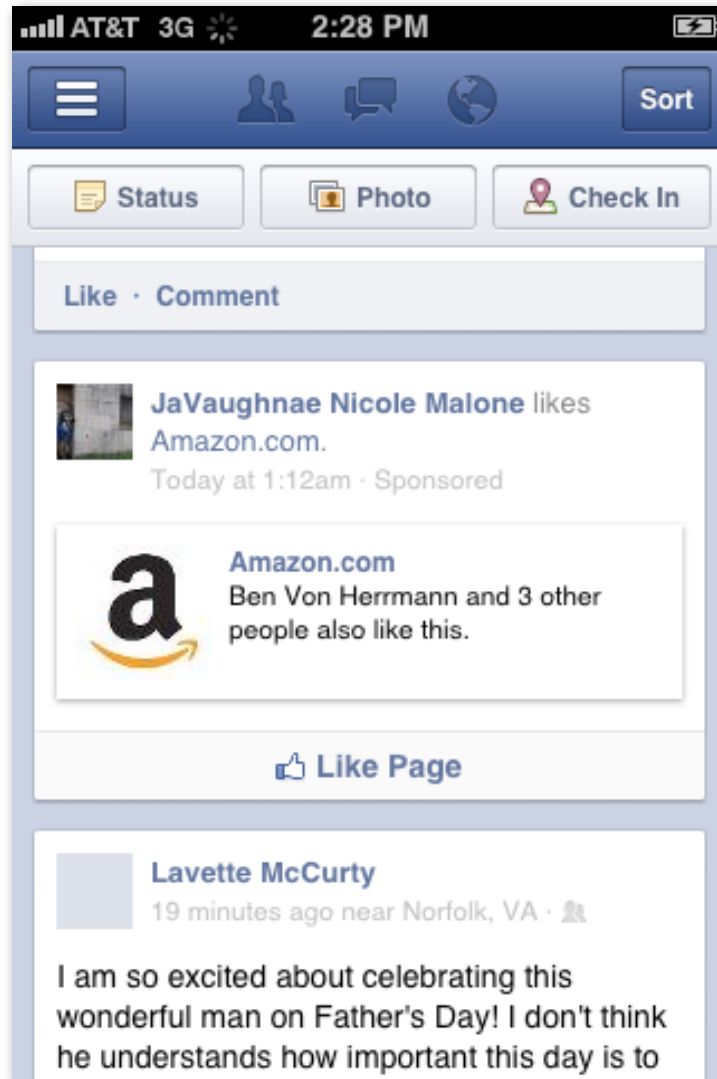 AT&T 3G 2:28 PM
Sort
Status Photo Check In
Like · Comment
JaVaughnae Nicole Malone likes
Amazon.com.
Today at 1:12am · Sponsored
a
Amazon.com
Ben Von Herrmann and 3 other
people also like this.
Like Page
Lavette McCurty
19 minutes ago near Norfolk, VA ·
I am so excited about celebrating this
wonderful man on Father's Day! I don't think
he understands how important this day is to